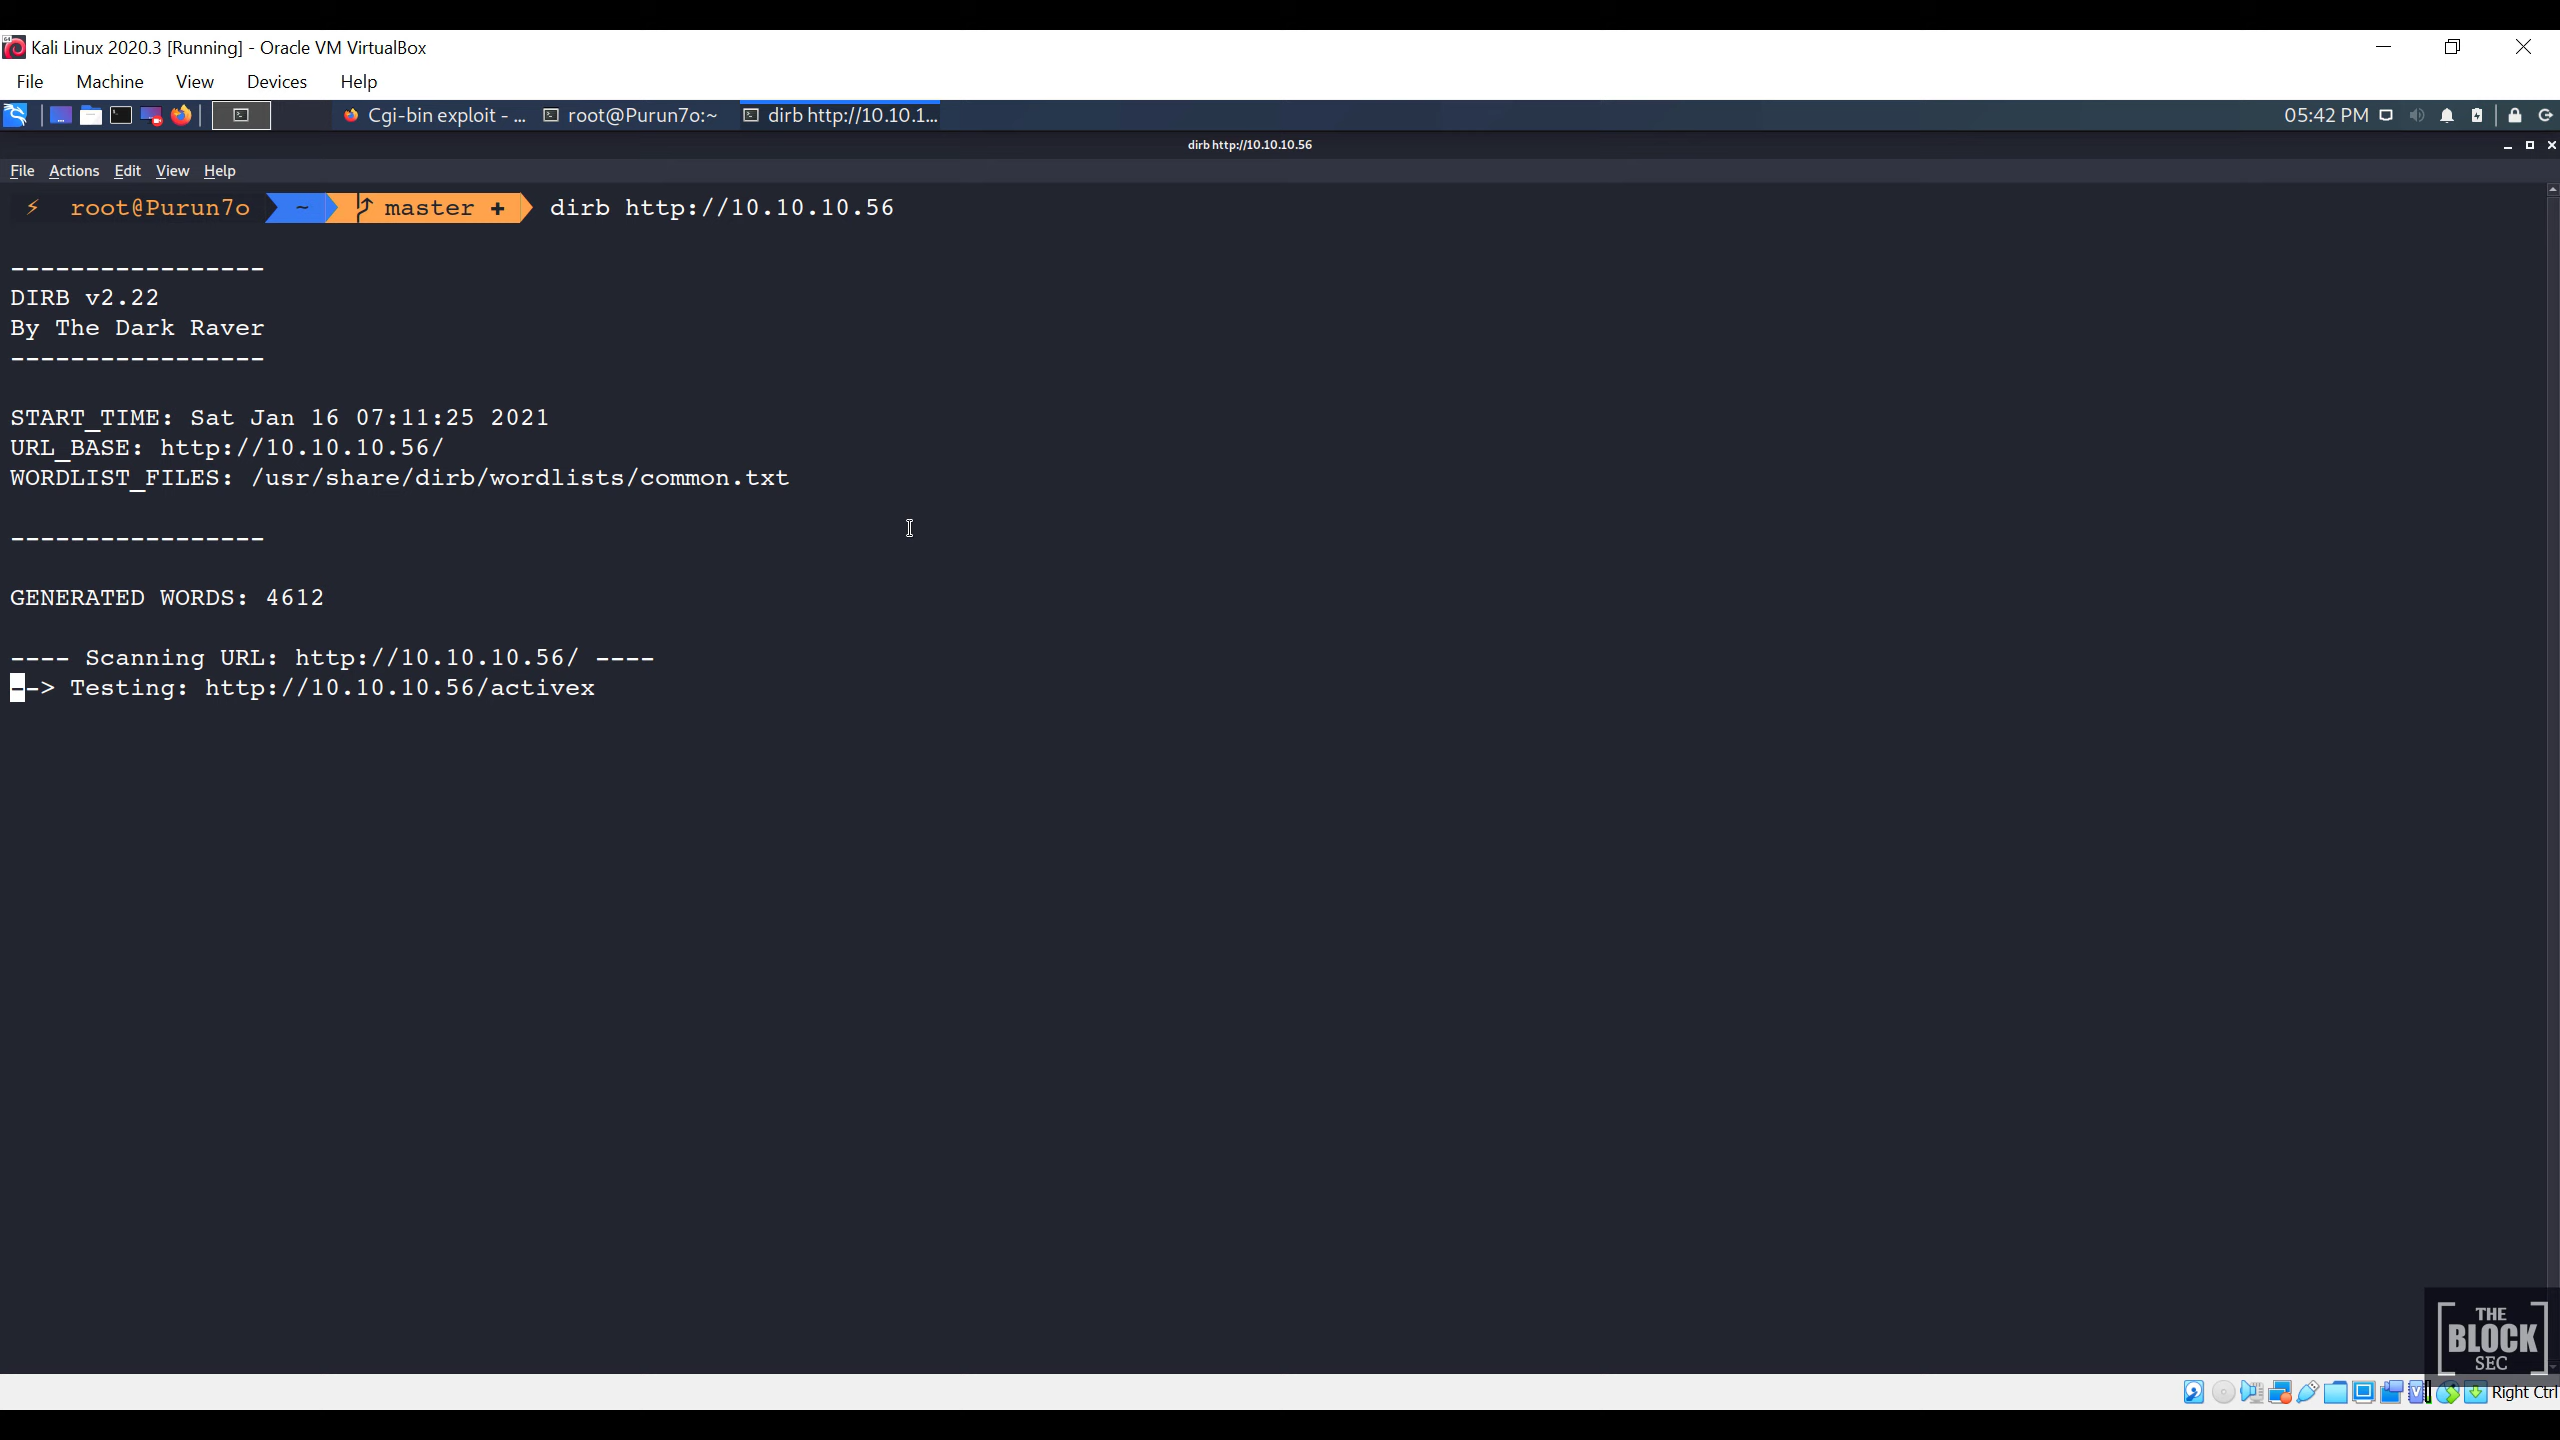 Kali Linux 2020.3 [Running] - Oracle VM VirtualBox
File Machine View Devices Help
Cgi-bin exploit - ... root@Purun7o:~ dirb http://10.10.1... 05:42 PM
dirb http://10.10.10.56
File Actions Edit View Help
⚡ root@Purun7o ~ master + dirb http://10.10.10.56
-----------------
DIRB v2.22
By The Dark Raver
-----------------
START_TIME: Sat Jan 16 07:11:25 2021
URL_BASE: http://10.10.10.56/
WORDLIST_FILES: /usr/share/dirb/wordlists/common.txt
-----------------
GENERATED WORDS: 4612
---- Scanning URL: http://10.10.10.56/ ----
--> Testing: http://10.10.10.56/activex
THE
BLOCK
SEC
Right Ctrl